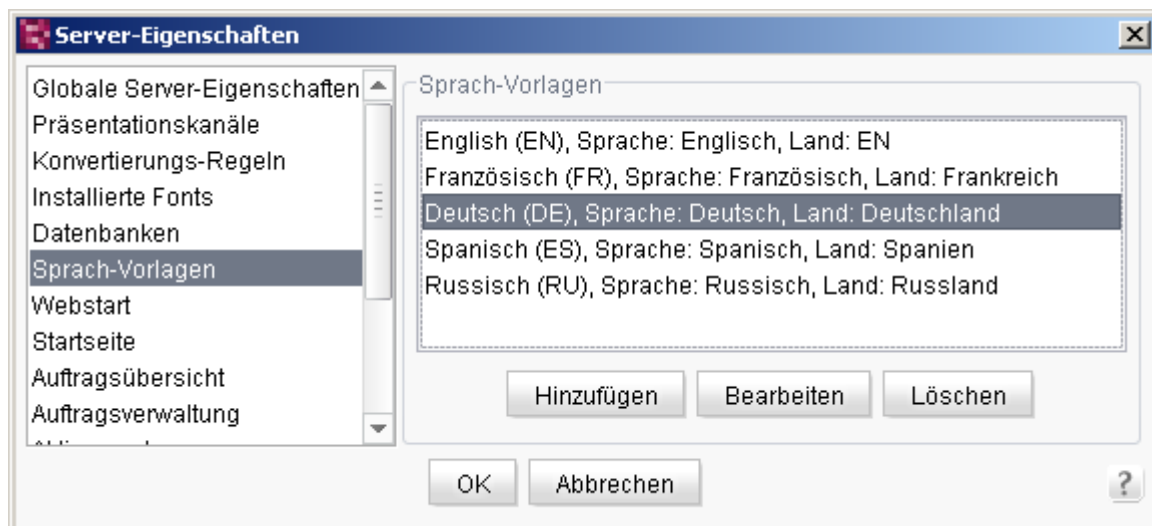 Server-Eigenschaften
Globale Server-Eigenschaften
Präsentationskanäle
Konvertierungs-Regeln
Installierte Fonts
Datenbanken
Sprach-Vorlagen
Webstart
Startseite
Auftragsübersicht
Auftragsverwaltung
Sprach-Vorlagen
English (EN), Sprache: Englisch, Land: EN
Französisch (FR), Sprache: Französisch, Land: Frankreich
Deutsch (DE), Sprache: Deutsch, Land: Deutschland
Spanisch (ES), Sprache: Spanisch, Land: Spanien
Russisch (RU), Sprache: Russisch, Land: Russland
Hinzufügen Bearbeiten Löschen
OK Abbrechen ?